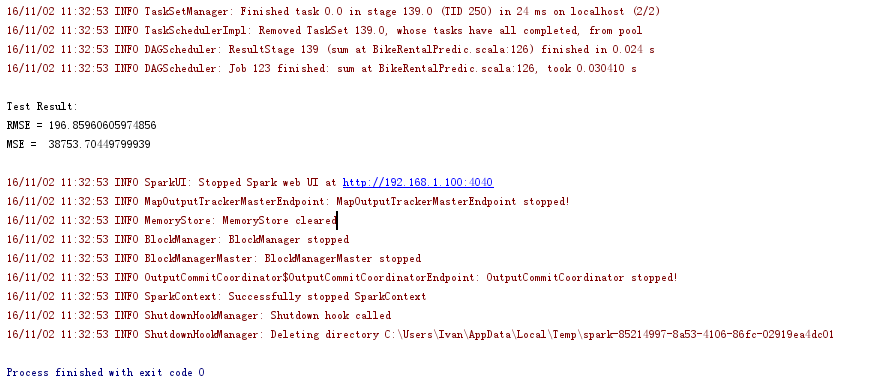 16/11/02 11:32:53 INFO TaskSetManager: Finished task 0.0 in stage 139.0 (TID 250) in 24 ms on localhost (2/2)
16/11/02 11:32:53 INFO TaskSchedulerImpl: Removed TaskSet 139.0, whose tasks have all completed, from pool
16/11/02 11:32:53 INFO DAGScheduler: ResultStage 139 (sum at BikeRentalPredic.scala:126) finished in 0.024 s
16/11/02 11:32:53 INFO DAGScheduler: Job 123 finished: sum at BikeRentalPredic.scala:126, took 0.030410 s
Test Result:
RMSE = 196.85960605974856
MSE =  38753.70449799939
16/11/02 11:32:53 INFO SparkUI: Stopped Spark web UI at http://192.168.1.100:4040
16/11/02 11:32:53 INFO MapOutputTrackerMasterEndpoint: MapOutputTrackerMasterEndpoint stopped!
16/11/02 11:32:53 INFO MemoryStore: MemoryStore cleared
16/11/02 11:32:53 INFO BlockManager: BlockManager stopped
16/11/02 11:32:53 INFO BlockManagerMaster: BlockManagerMaster stopped
16/11/02 11:32:53 INFO OutputCommitCoordinator$OutputCommitCoordinatorEndpoint: OutputCommitCoordinator stopped!
16/11/02 11:32:53 INFO SparkContext: Successfully stopped SparkContext
16/11/02 11:32:53 INFO ShutdownHookManager: Shutdown hook called
16/11/02 11:32:53 INFO ShutdownHookManager: Deleting directory C:\Users\Ivan\AppData\Local\Temp\spark-85214997-8a53-4106-86fc-02919ea4dc01
Process finished with exit code 0